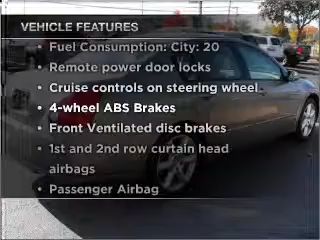 VEHICLE FEATURES
• Fuel Consumption: City: 20
• Remote power door locks
• Cruise controls on steering wheel
• 4-wheel ABS Brakes
• Front Ventilated disc brakes
• 1st and 2nd row curtain head
airbags
• Passenger Airbag